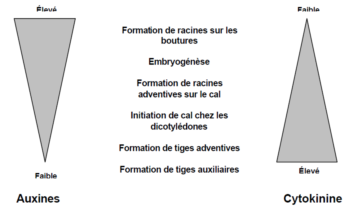 Élevé
Faible
Formation de racines sur les
boutures
Embryogénèse
Formation de racines
adventives sur le cal
Initiation de cal chez les
dicotylédones
Formation de tiges adventives
Formation de tiges auxiliaires
Faible
Élevé
Auxines
Cytokinine